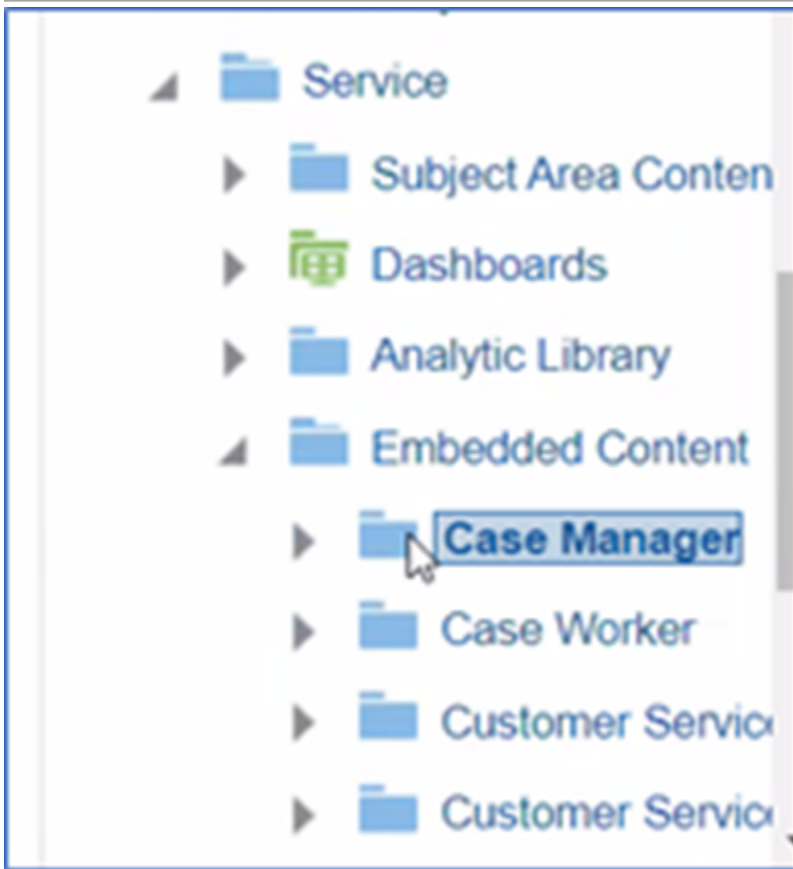 Service
Subject Area Conten
Dashboards
Analytic Library
Embedded Content
Case Manager
Case Worker
Customer Servic
Customer Servic